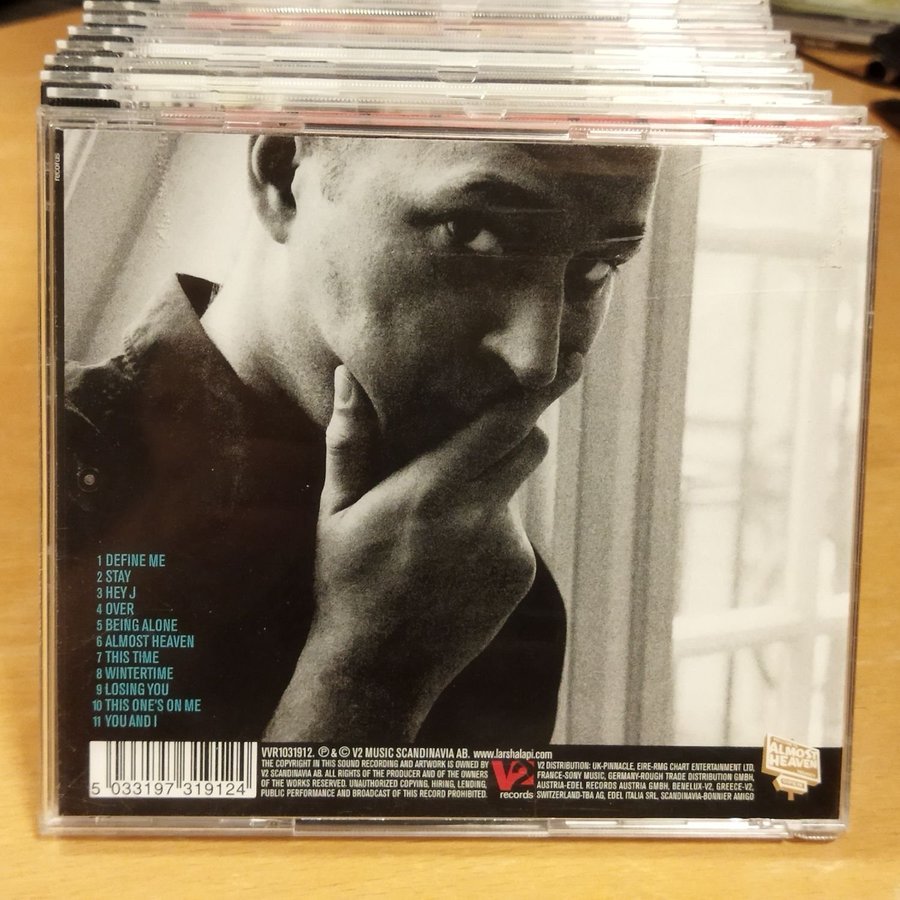 records
1 DEFINE ME
2 STAY
3 HEY J
4 OVER
5 BEING ALONE
6 ALMOST HEAVEN
7 THIS TIME
8 WINTERTIME
9 LOSING YOU
10 THIS ONE'S ON ME
11 YOU AND I
5 033197 319124
VVR1031912. ℗ & © V2 MUSIC SCANDINAVIA AB. www.larshalapi.com
THE COPYRIGHT IN THIS SOUND RECORDING AND ARTWORK IS OWNED BY
V2 SCANDINAVIA AB. ALL RIGHTS OF THE PRODUCER AND OF THE OWNERS
OF THE WORKS RESERVED. UNAUTHORIZED COPYING, HIRING, LENDING,
PUBLIC PERFORMANCE AND BROADCAST OF THIS RECORD PROHIBITED.
V2
records
V2 DISTRIBUTION: UK-PINNACLE, EIRE-RMG CHART ENTERTAINMENT LTD,
FRANCE-SONY MUSIC, GERMANY-ROUGH TRADE DISTRIBUTION GMBH,
AUSTRIA-EDEL RECORDS AUSTRIA GMBH, BENELUX-V2, GREECE-V2,
SWITZERLAND-TBA AG, EDEL ITALIA SRL, SCANDINAVIA-BONNIER AMIGO
ALMOST
HEAVEN